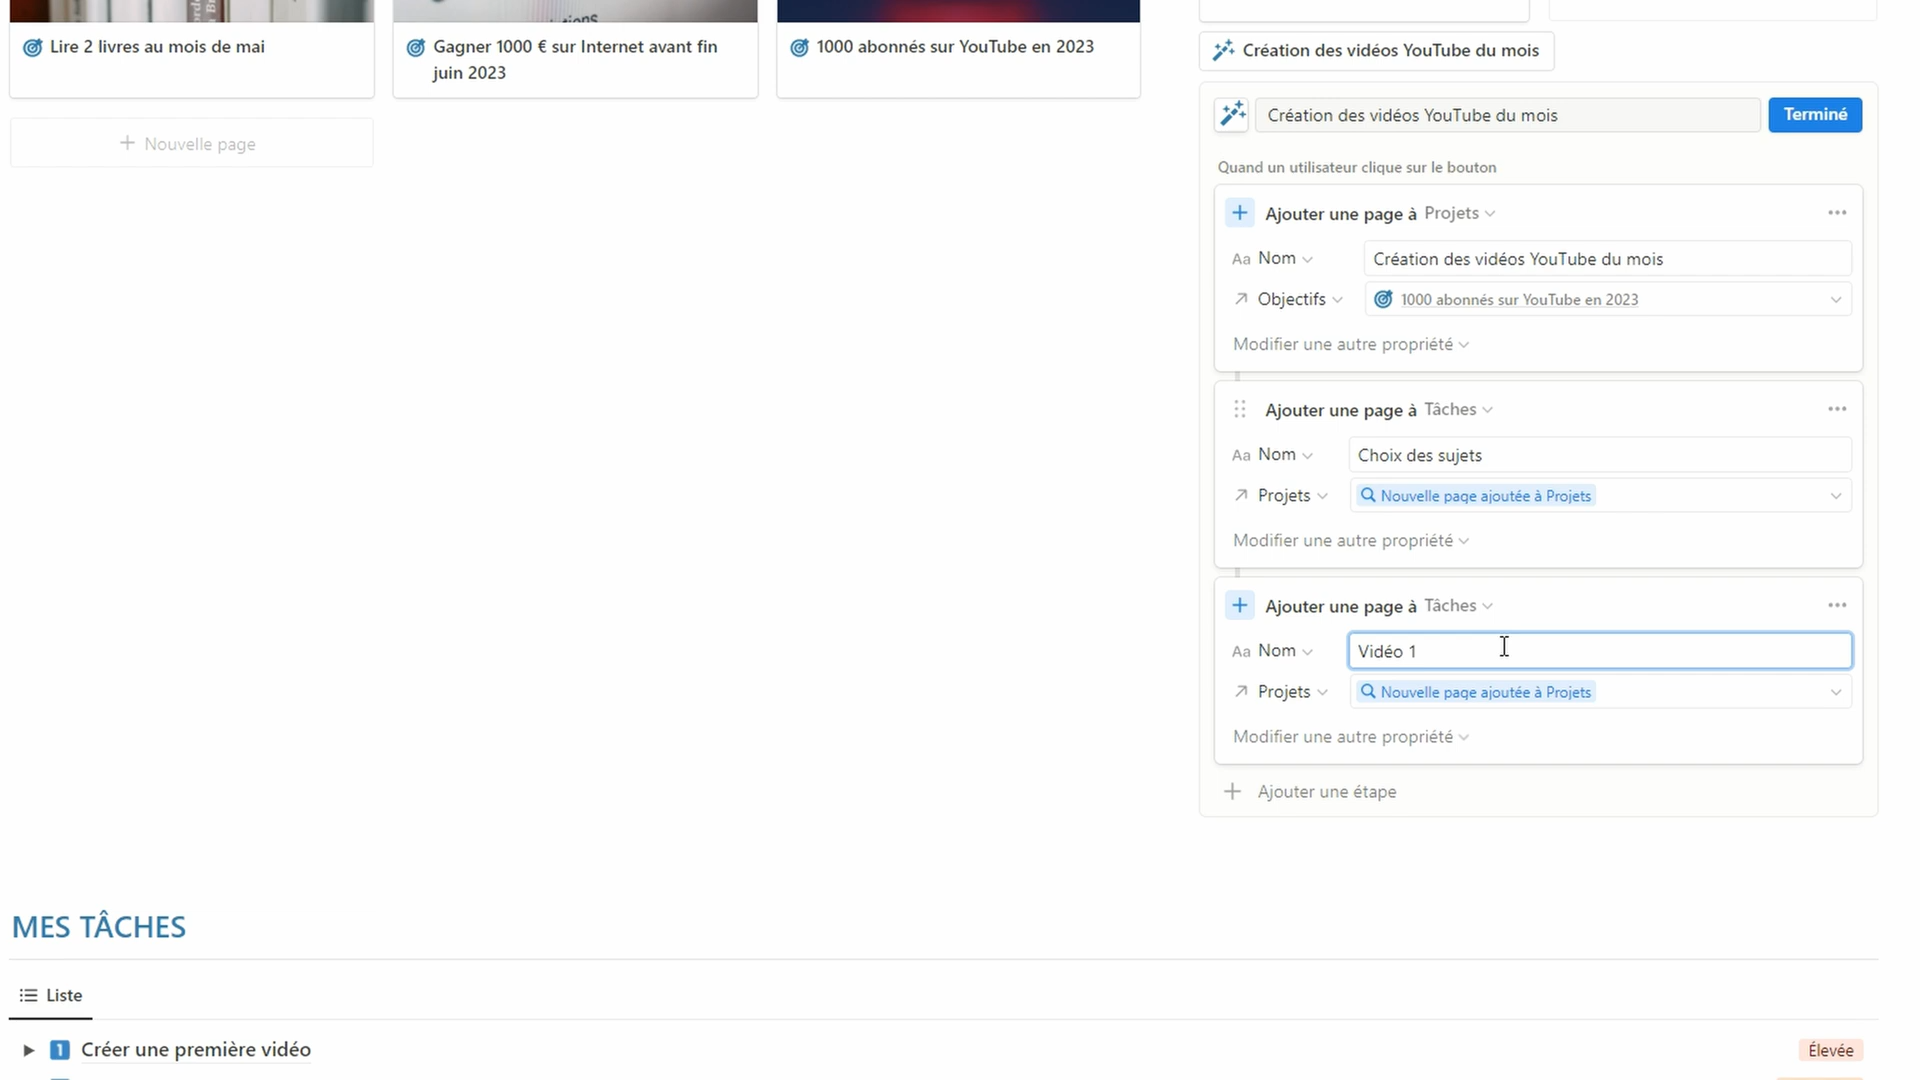 Lire 2 livres au mois de mai
Gagner 1000 € sur Internet avant fin
juin 2023
1000 abonnés sur YouTube en 2023
Nouvelle page
Création des vidéos YouTube du mois
Création des vidéos YouTube du mois
Terminé
Quand un utilisateur clique sur le bouton
Ajouter une page à Projets
Aa Nom
Création des vidéos YouTube du mois
Objectifs
1000 abonnés sur YouTube en 2023
Modifier une autre propriété
Ajouter une page à Tâches
Aa Nom
Choix des sujets
Projets
Nouvelle page ajoutée à Projets
Modifier une autre propriété
Ajouter une page à Tâches
Aa Nom
Vidéo 1
Projets
Nouvelle page ajoutée à Projets
Modifier une autre propriété
Ajouter une étape
MES TÂCHES
Liste
1 Créer une première vidéo
Élevée